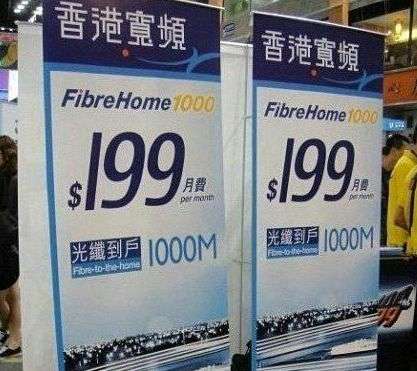 香港寬頻
FibreHome1000
$199月費
per month
光纖到戶
Fibre-to-the-home
1000M
香港寬頻
FibreHome1000
$199月費
per month
光纖到戶
Fibre-to-the-home
1000M